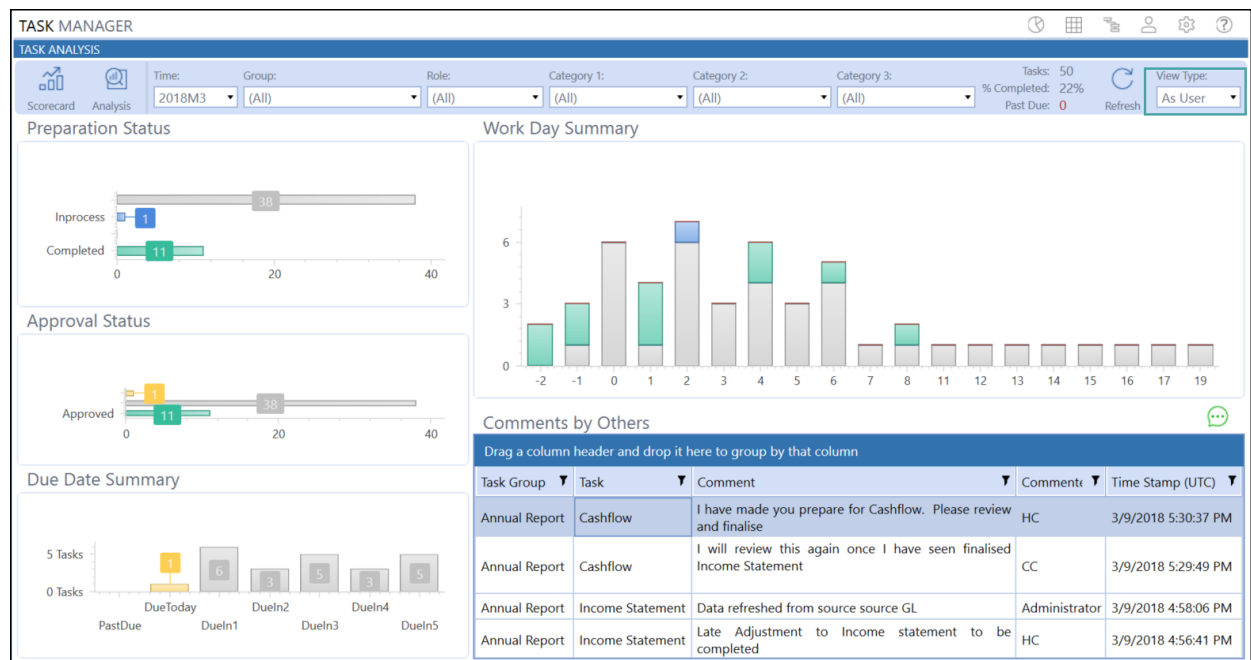 TASK MANAGER
TASK ANALYSIS
Scorecard
Analysis
Time:
2018M3
Group:
(All)
Role:
(All)
Category 1:
(All)
Category 2:
(All)
Category 3:
(All)
Tasks: 50
% Completed: 22%
Past Due: 0
Refresh
View Type:
As User
Preparation Status
38
Inprocess 1
Completed 11
0 20 40
Approval Status
1
38
Approved 11
0 20 40
Due Date Summary
5 Tasks
0 Tasks
1 6 3 5 3 5
DueToday DueIn2 DueIn4
PastDue DueIn1 DueIn3 DueIn5
Work Day Summary
6
3
0
-2 -1 0 1 2 3 4 5 6 7 8 11 12 13 14 15 16 17 19
Comments by Others
Drag a column header and drop it here to group by that column
Task Group Task Comment Commente Time Stamp (UTC)
Annual Report Cashflow I have made you prepare for Cashflow. Please review
and finalise HC 3/9/2018 5:30:37 PM
Annual Report Cashflow I will review this again once I have seen finalised
Income Statement CC 3/9/2018 5:29:49 PM
Annual Report Income Statement Data refreshed from source source GL Administrator 3/9/2018 4:58:06 PM
Annual Report Income Statement Late Adjustment to Income statement to be
completed HC 3/9/2018 4:56:41 PM